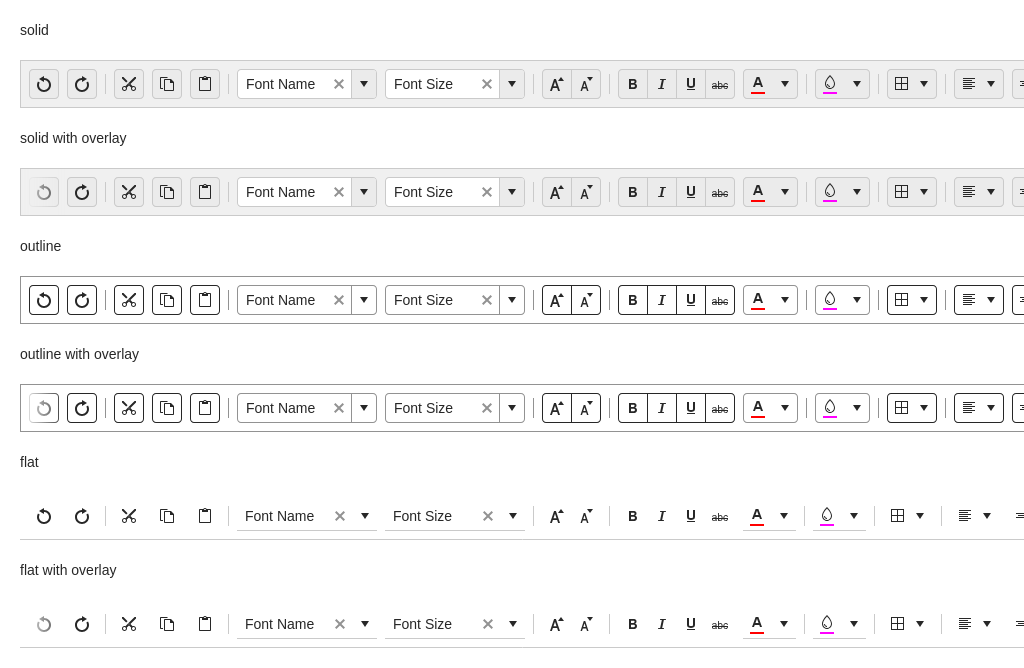 solid
Font Name Font Size A A B I U abc A
solid with overlay
Font Name Font Size A A B I U abc A
outline
Font Name Font Size A A B I U abc A
outline with overlay
Font Name Font Size A A B I U abc A
flat
Font Name Font Size A A B I U abc A
flat with overlay
Font Name Font Size A A B I U abc A